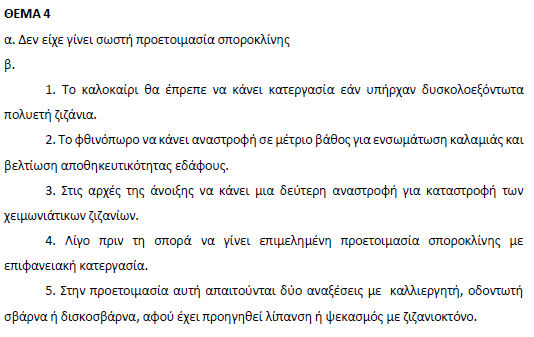 ΘΕΜΑ 4
α. Δεν είχε γίνει σωστή προετοιμασία σποροκλίνης
β.
1. Το καλοκαίρι θα έπρεπε να κάνει κατεργασία εάν υπήρχαν δυσκολοεξόντωτα
πολυετή ζιζάνια.
2. Το φθινόπωρο να κάνει αναστροφή σε μέτριο βάθος για ενσωμάτωση καλαμιάς και
βελτίωση αποθηκευτικότητας εδάφους.
3. Στις αρχές της άνοιξης να κάνει μια δεύτερη αναστροφή για καταστροφή των
χειμωνιάτικων ζιζανίων.
4. Λίγο πριν τη σπορά να γίνει επιμελημένη προετοιμασία σποροκλίνης με
επιφανειακή κατεργασία.
5. Στην προετοιμασία αυτή απαιτούνται δύο αναξέσεις με καλλιεργητή, οδοντωτή
σβάρνα ή δισκοσβάρνα, αφού έχει προηγηθεί λίπανση ή ψεκασμός με ζιζανιοκτόνο.